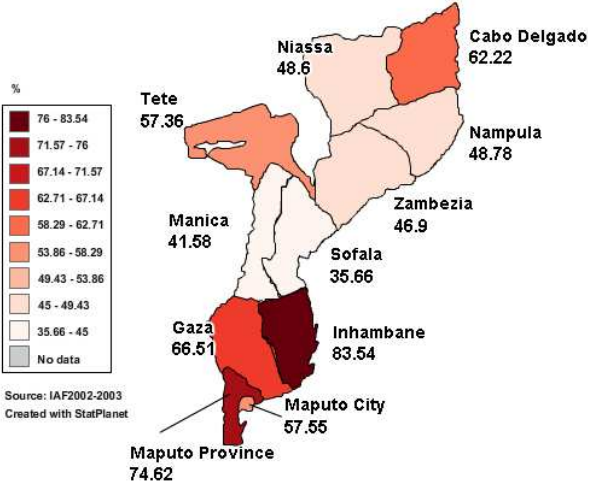 Cabo Delgado
62.22
Niassa
48.6
%
Tete
57.36
76 - 83.54
71.57 - 76
67.14 - 71.57
62.71 - 67.14
58.29 - 62.71
53.86 - 58.29
49.43 - 53.86
45 - 49.43
35.66 - 45
No data
Nampula
48.78
Zambezia
46.9
Manica
41.58
Sofala
35.66
Gaza
66.51
Inhambane
83.54
Source: IAF2002-2003
Created with StatPlanet
Maputo City
57.55
Maputo Province
74.62